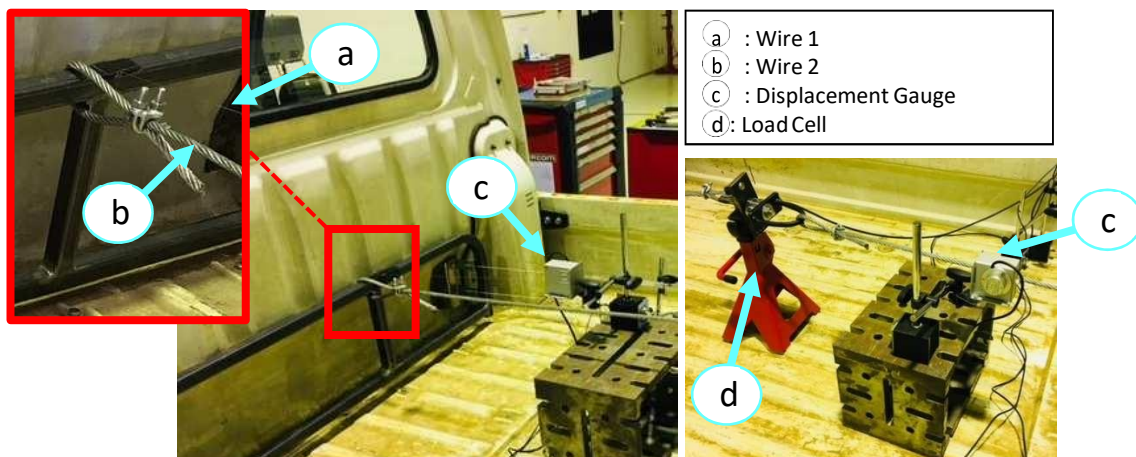 a
b
c
a : Wire 1
b : Wire 2
c : Displacement Gauge
d : Load Cell
c
d